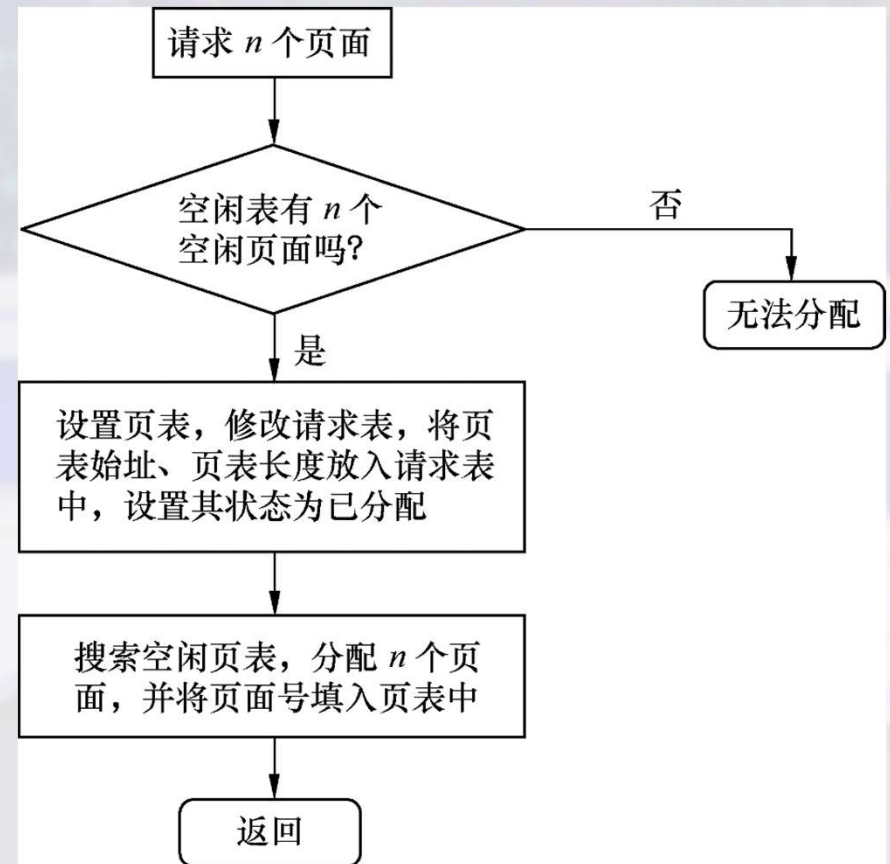 请求 n 个页面
空闲表有 n 个
空闲页面吗?
否
无法分配
是
设置页表，修改请求表，将页
表始址、页表长度放入请求表
中，设置其状态为已分配
搜索空闲页表，分配 n 个页
面，并将页面号填入页表中
返回